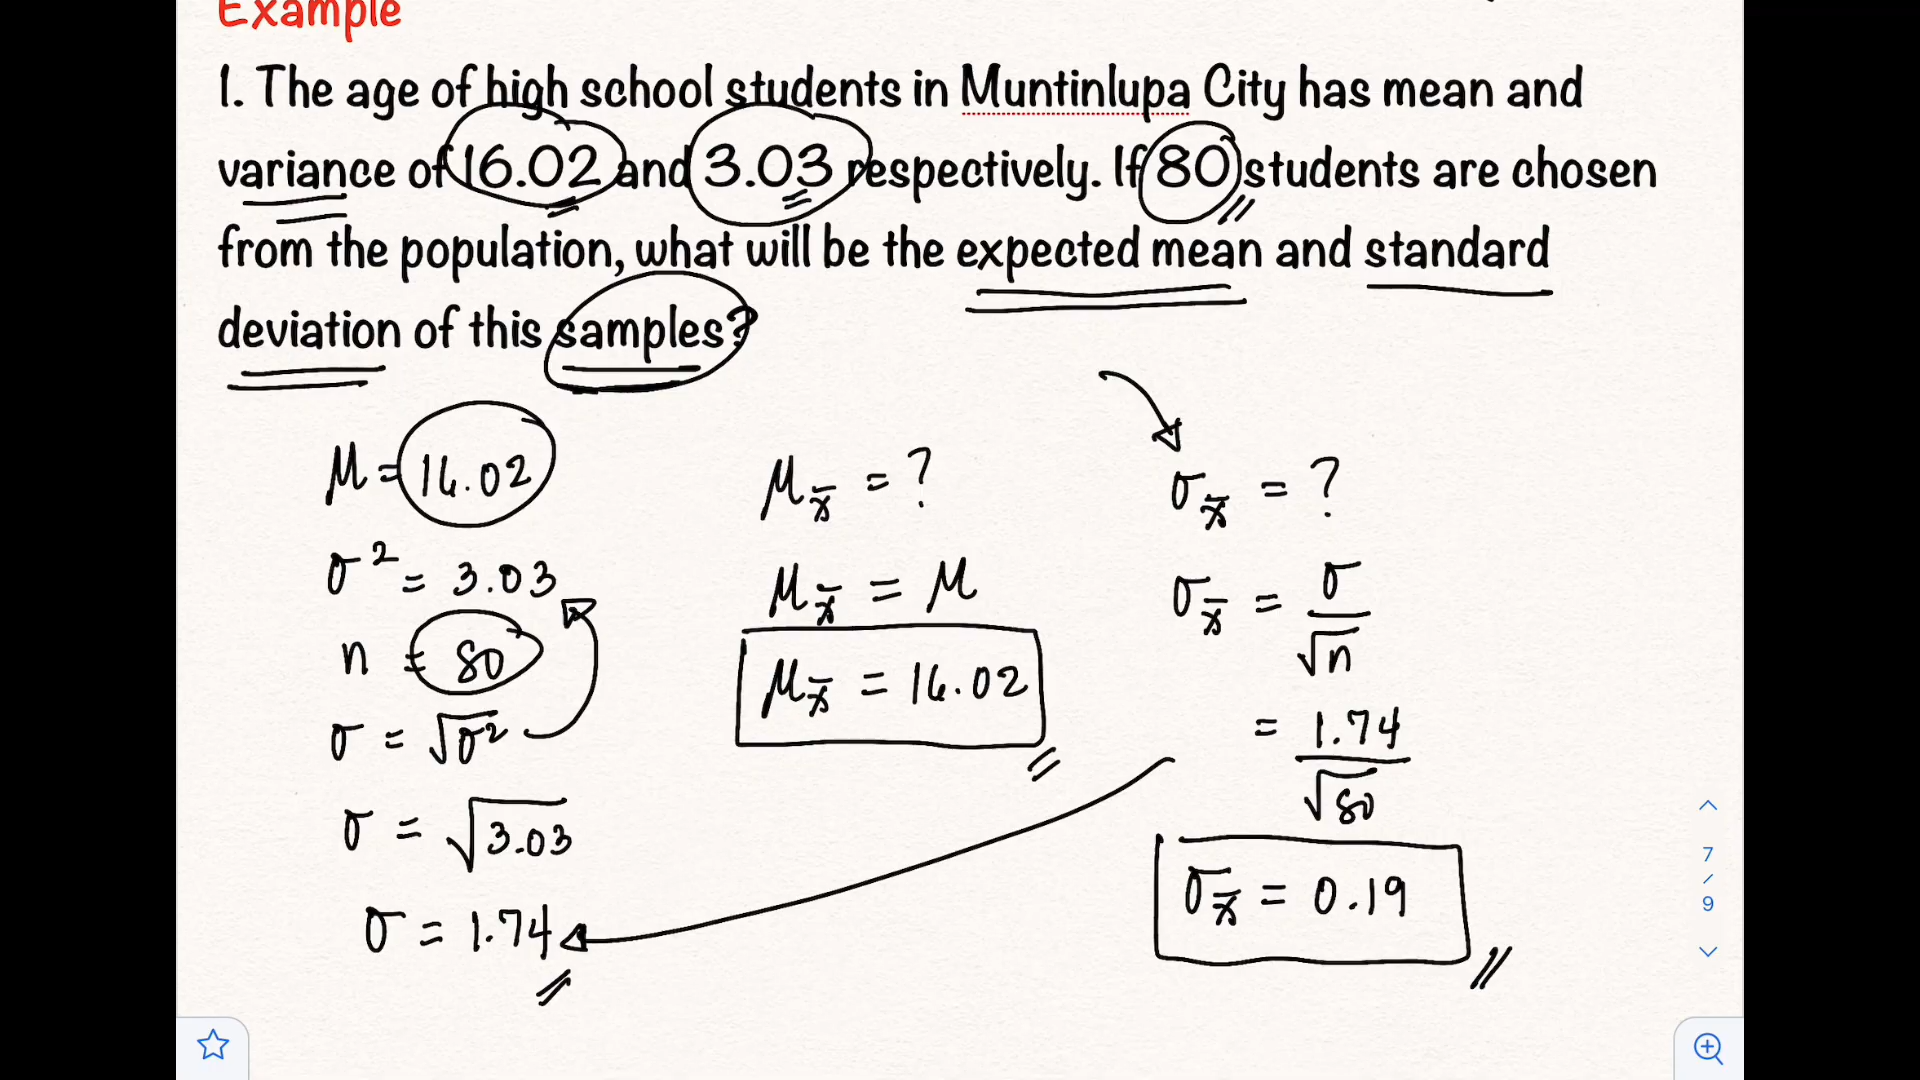 Example
1. The age of high school students in Muntinlupa City has mean and
variance of 16.02 and 3.03 respectively. If 80 students are chosen
from the population, what will be the expected mean and standard
deviation of this samples?
μ = 16.02
σ² = 3.03
n = 80
σ = √σ²
σ = √3.03
σ = 1.74
μx̄ = ?
μx̄ = μ
μx̄ = 16.02
σx̄ = ?
σx̄ = σ/√n
= 1.74/√80
σx̄ = 0.19
7
/
9